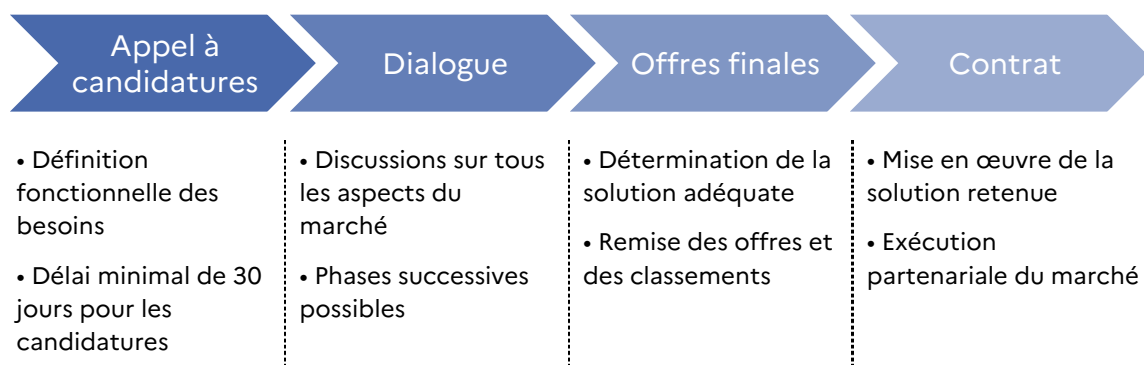 Appel à
candidatures
Dialogue
Offres finales
Contrat
• Définition
fonctionnelle des
besoins
• Délai minimal de 30
jours pour les
candidatures
• Discussions sur tous
les aspects du
marché
• Phases successives
possibles
• Détermination de la
solution adéquate
• Remise des offres et
des classements
• Mise en œuvre de la
solution retenue
• Exécution
partenariale du marché